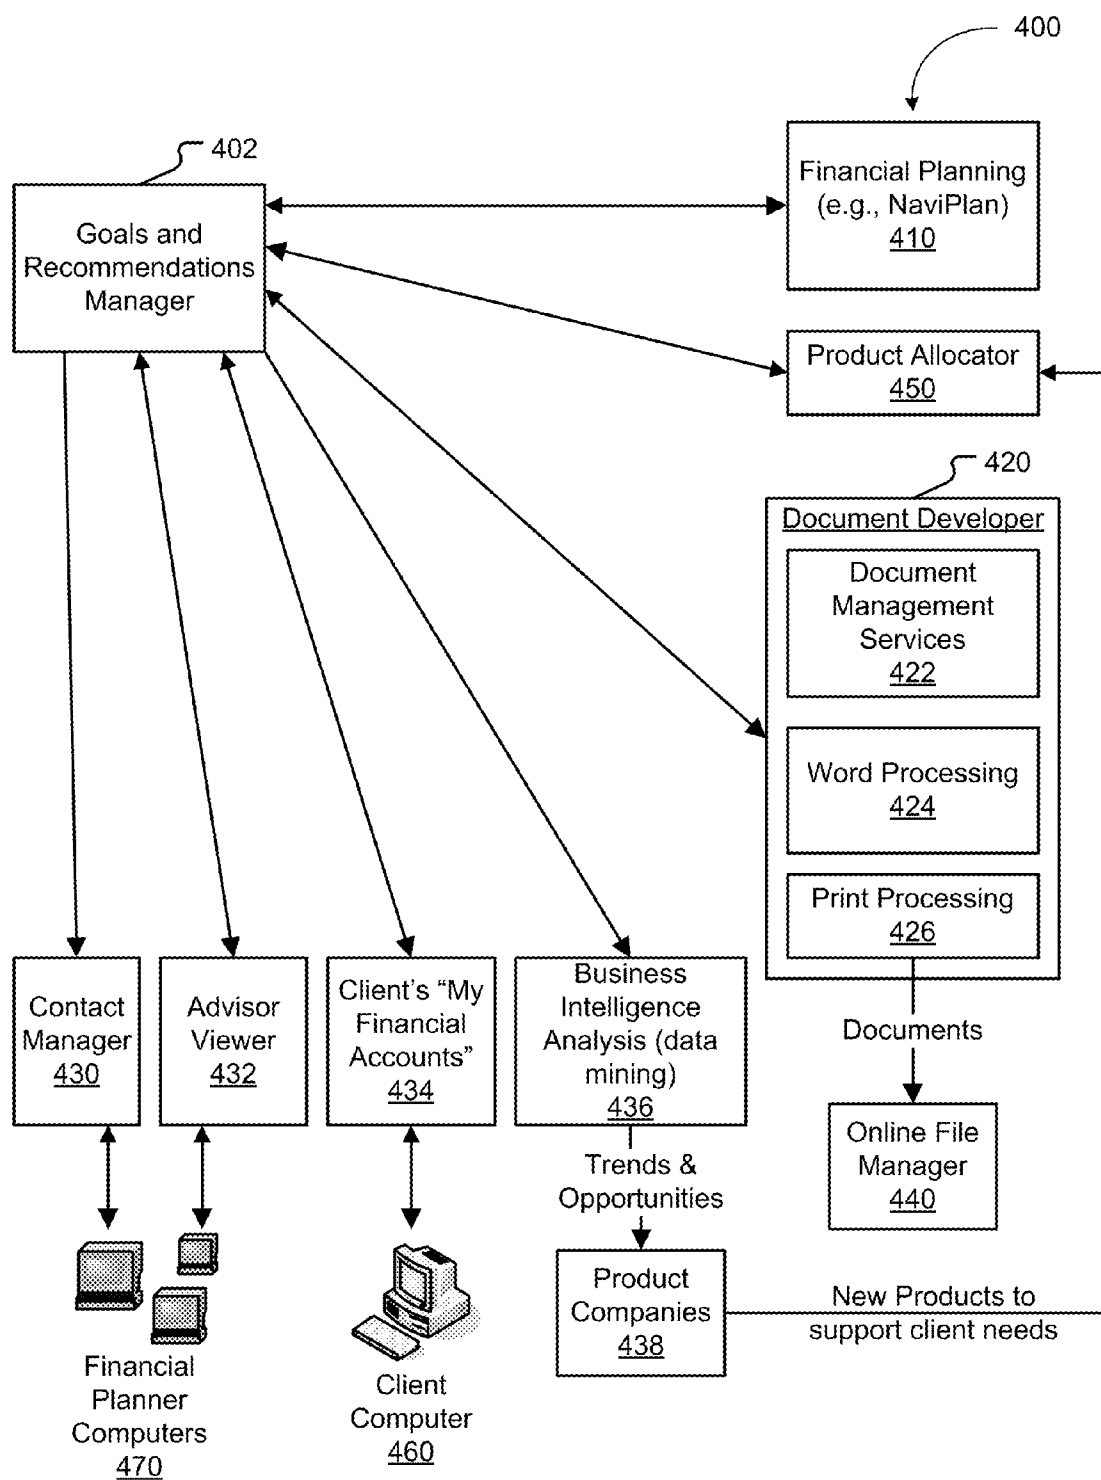 400
402
Goals and
Recommendations
Manager
Financial Planning
(e.g., NaviPlan)
410
Product Allocator
450
420
Document Developer
Document
Management
Services
422
Word Processing
424
Print Processing
426
Contact
Manager
430
Advisor
Viewer
432
Client's “My
Financial
Accounts”
434
Business
Intelligence
Analysis (data
mining)
436
Documents
Online File
Manager
440
Trends &
Opportunities
Product
Companies
438
New Products to
support client needs
Financial
Planner
Computers
470
Client
Computer
460